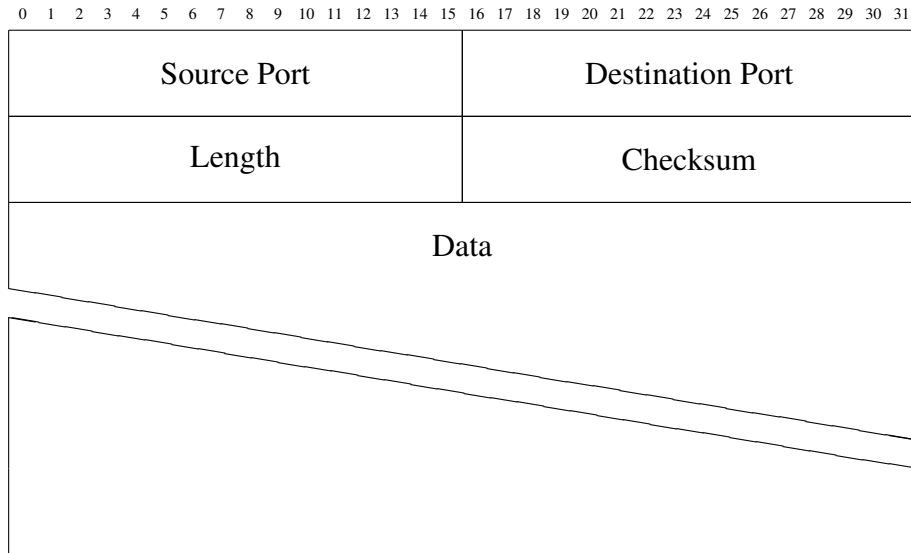 0 1 2 3 4 5 6 7 8 9 10 11 12 13 14 15 16 17 18 19 20 21 22 23 24 25 26 27 28 29 30 31
Source Port Destination Port
Length Checksum
Data